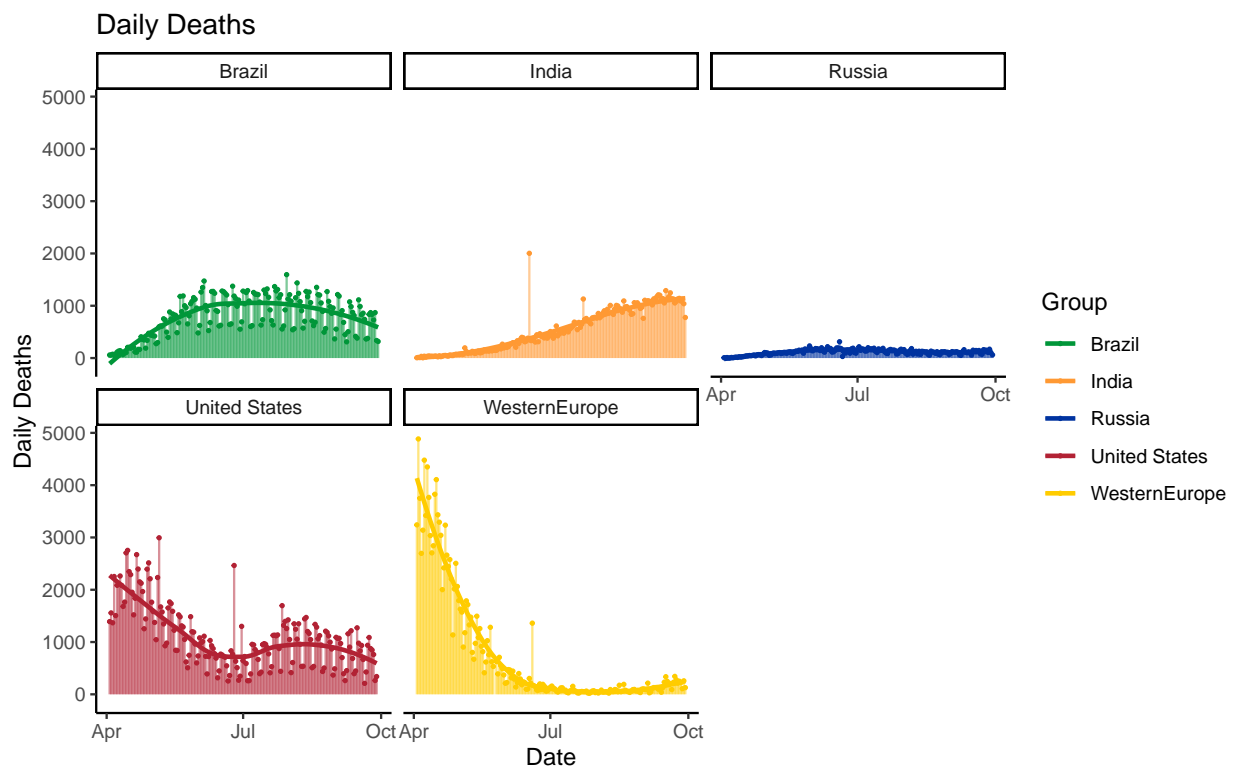 Daily Deaths
Brazil
India
Russia
5000
4000
3000
2000
1000
0
Apr
Jul
Oct
United States
WesternEurope
5000
4000
3000
2000
1000
0
Apr
Jul
Oct
Apr
Jul
Oct
Date
Daily Deaths
Group
Brazil
India
Russia
United States
WesternEurope